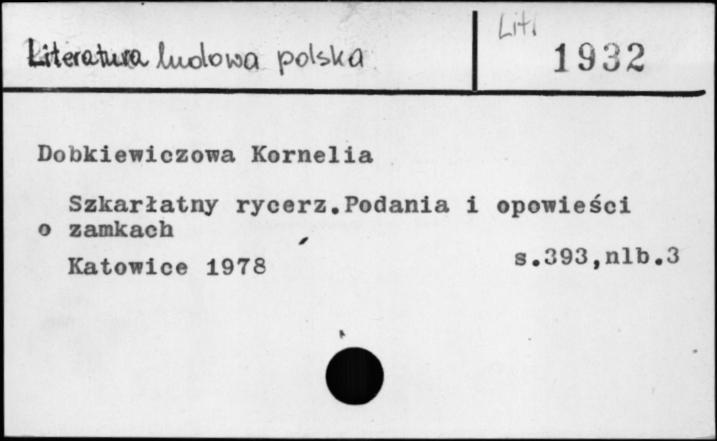 Literatura ludowa polska
Lit.
1932
Dobkiewiczowa Kornelia
Szkarłatny rycerz.Podania i opowieści
o zamkach
Katowice 1978
s.393,nlb.3